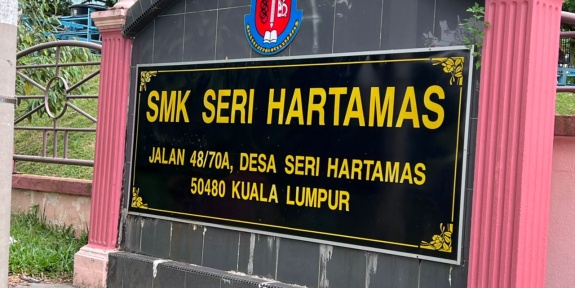 SMK SERI HARTAMAS
JALAN 48/70A, DESA SERI HARTAMAS
50480 KUALA LUMPUR